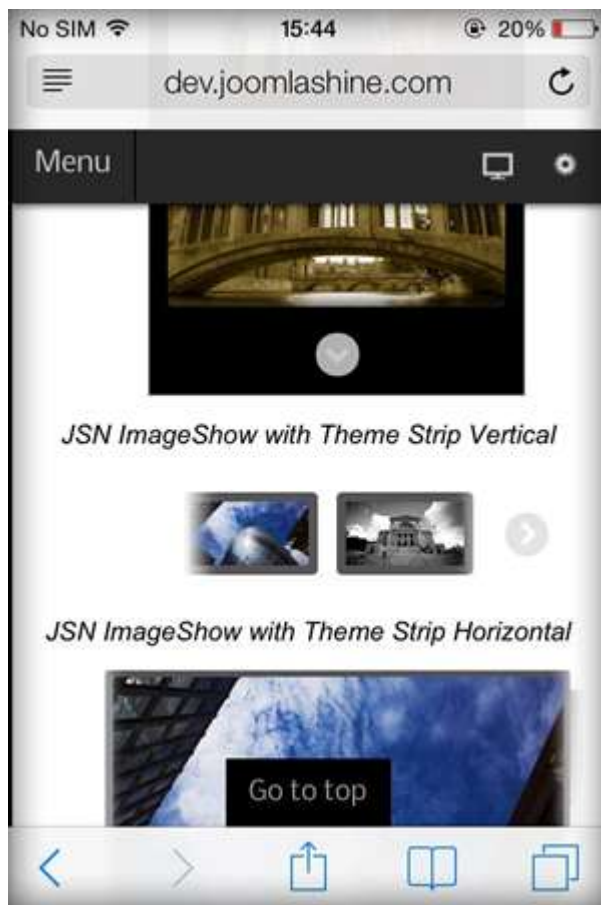 No SIM 15:44 20%
dev.joomlashine.com
Menu
JSN ImageShow with Theme Strip Vertical
JSN ImageShow with Theme Strip Horizontal
Go to top